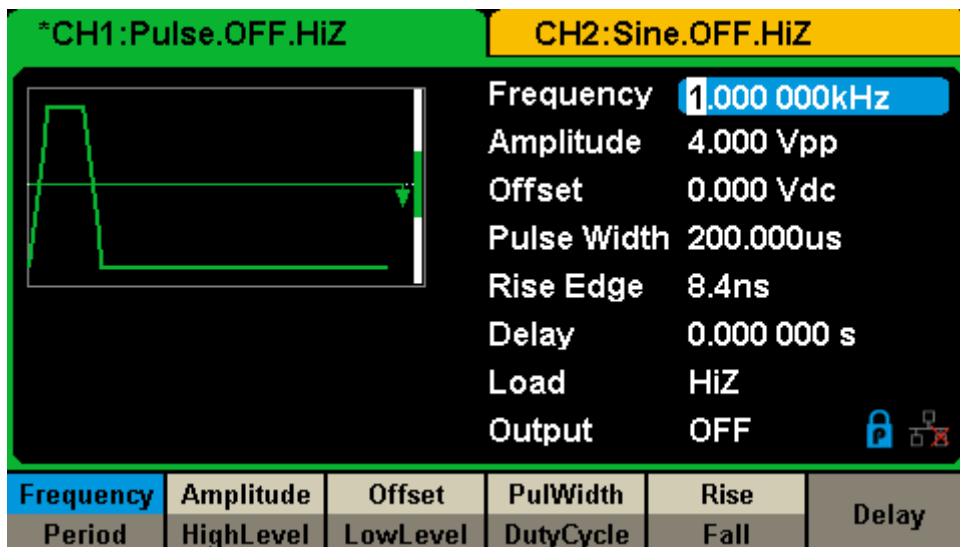 *CH1:Pulse.OFF.HiZ CH2:Sine.OFF.HiZ
Frequency 1.000 000kHz
Amplitude 4.000 Vpp
Offset 0.000 Vdc
Pulse Width 200.000us
Rise Edge 8.4ns
Delay 0.000 000 s
Load HiZ
Output OFF
P
Frequency Amplitude Offset PulWidth Rise Delay
Period HighLevel LowLevel DutyCycle Fall